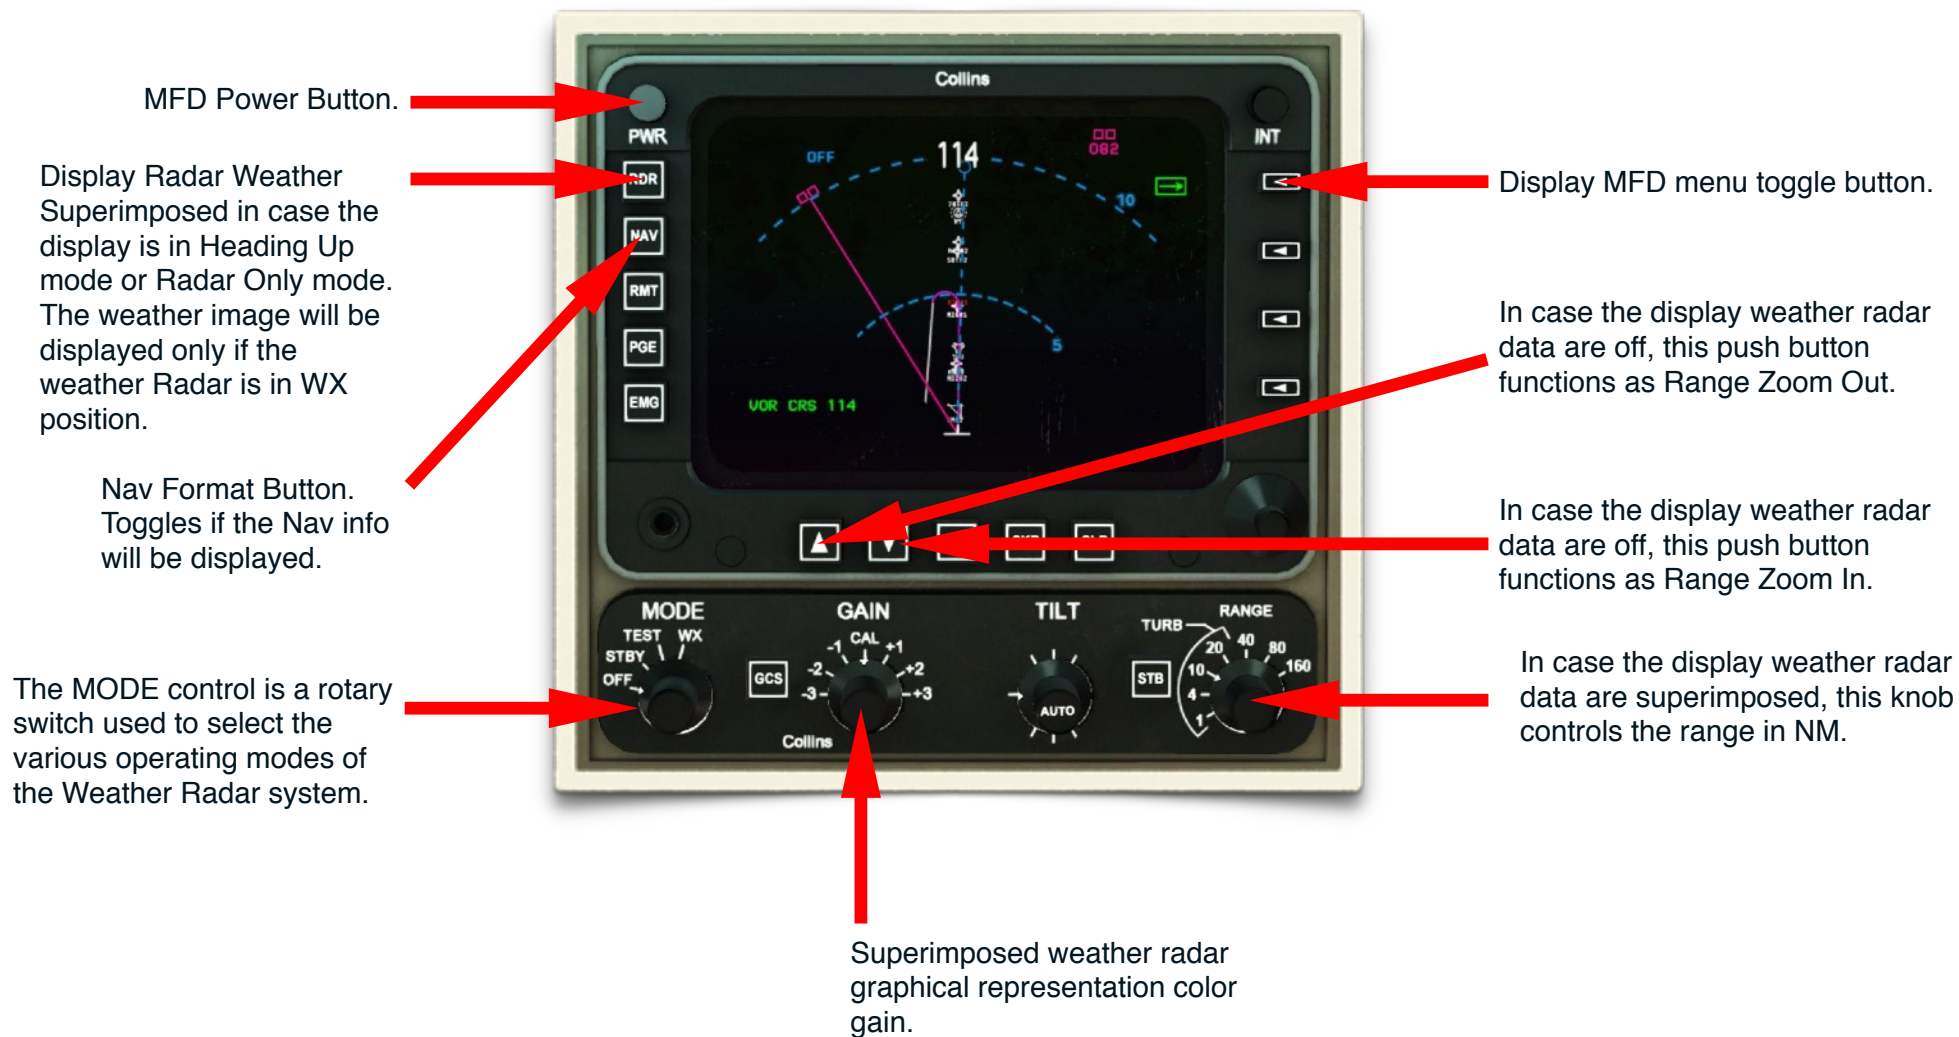 MFD Power Button.
Display Radar Weather
Superimposed in case the
display is in Heading Up
mode or Radar Only mode.
The weather image will be
displayed only if the
weather Radar is in WX
position.
Nav Format Button.
Toggles if the Nav info
will be displayed.
The MODE control is a rotary
switch used to select the
various operating modes of
the Weather Radar system.
Collins
PWR
INT
RDR
NAV
RMT
PGE
EMG
OFF
114
082
10
5
VOR CRS 114
MODE
TEST WX
STBY
OFF
GCS
GAIN
CAL
-1 +1
-2 +2
-3 +3
Collins
TILT
AUTO
STB
RANGE
TURB
40
20 80
10 160
4
1
Display MFD menu toggle button.
In case the display weather radar
data are off, this push button
functions as Range Zoom Out.
In case the display weather radar
data are off, this push button
functions as Range Zoom In.
In case the display weather radar
data are superimposed, this knob
controls the range in NM.
Superimposed weather radar
graphical representation color
gain.